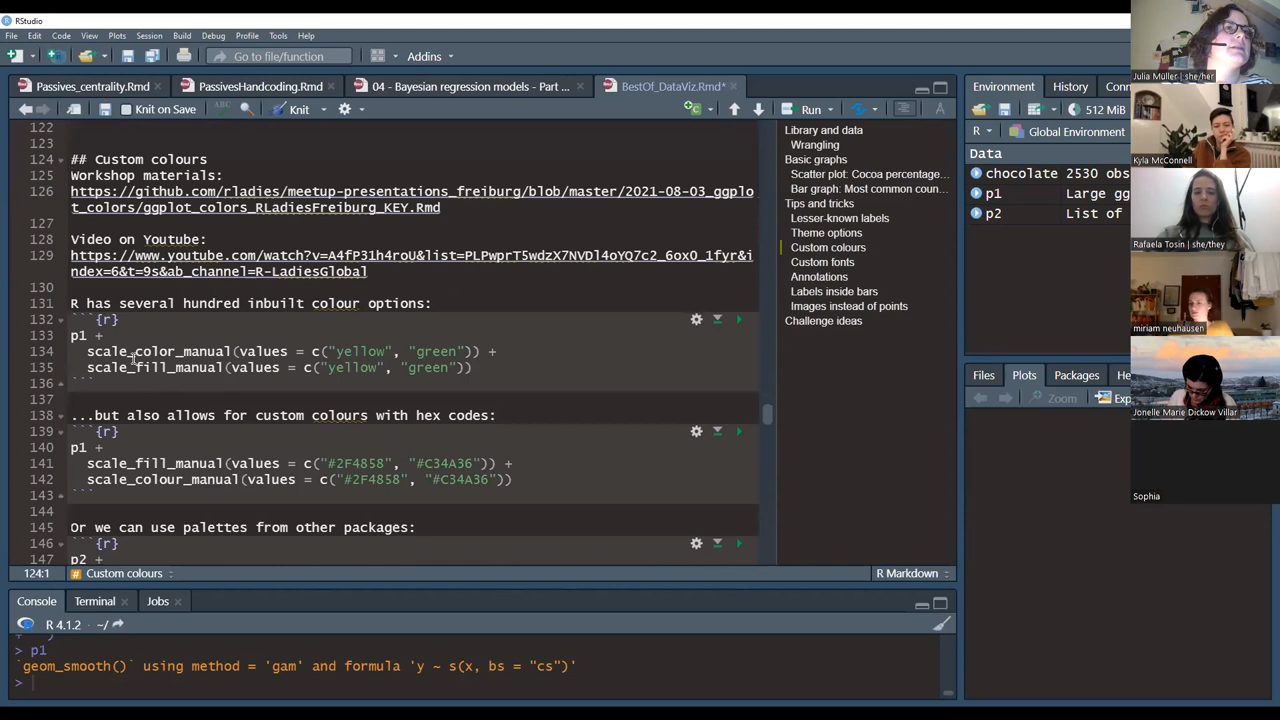 RStudio
File Edit Code View Plots Session Build Debug Profile Tools Help
Go to file/function
Addins
Passives_centrality.Rmd
PassivesHandcoding.Rmd
04 - Bayesian regression models - Part ...
BestOf_DataViz.Rmd*
Knit on Save
ABC
Knit
Run
122
123
124 ## Custom colours
125 Workshop materials:
126 https://github.com/rladies/meetup-presentations_freiburg/blob/master/2021-08-03_ggplo
t_colors/ggplot_colors_RLadiesFreiburg_KEY.Rmd
127
128 Video on Youtube:
129 https://www.youtube.com/watch?v=A4fP31h4roU&list=PLPwprT5wdzX7NVDl4oYQ7c2_6oxO_1fyr&i
ndex=6&t=9s&ab_channel=R-LadiesGlobal
130
131 R has several hundred inbuilt colour options:
132 ```{r}
133 p1 +
134 scale_color_manual(values = c("yellow", "green")) +
135 scale_fill_manual(values = c("yellow", "green"))
136 ```
137
138 ...but also allows for custom colours with hex codes:
139 ```{r}
140 p1 +
141 scale_fill_manual(values = c("#2F4858", "#C34A36")) +
142 scale_colour_manual(values = c("#2F4858", "#C34A36"))
143 ```
144
145 Or we can use palettes from other packages:
146 ```{r}
147 p2 +
124:1 # Custom colours R Markdown
Library and data
Wrangling
Basic graphs
Scatter plot: Cocoa percentage...
Bar graph: Most common coun...
Tips and tricks
Lesser-known labels
Theme options
Custom colours
Custom fonts
Annotations
Labels inside bars
Images instead of points
Challenge ideas
Console Terminal Jobs
R 4.1.2 · ~/
> p1
`geom_smooth()` using method = 'gam' and formula 'y ~ s(x, bs = "cs")'
>
Environment History
512 MiB
R Global Environment
Data
chocolate 2530 obs
p1 Large gg
p2 List of
Files Plots Packages
Zoom
Julia Müller | she/her
Kyla McConnell
Rafaela Tosin | she/they
miriam neuhausen
Jonelle Marie Dickow Villar
Sophia